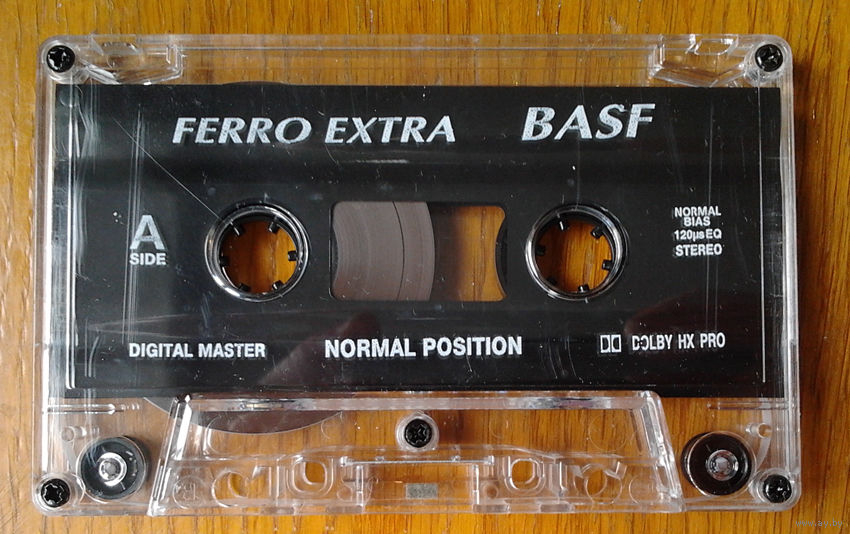 FERRO EXTRA
BASF
A
SIDE
NORMAL
BIAS
120µs EQ
STEREO
DIGITAL MASTER
NORMAL POSITION
DOLBY HX PRO